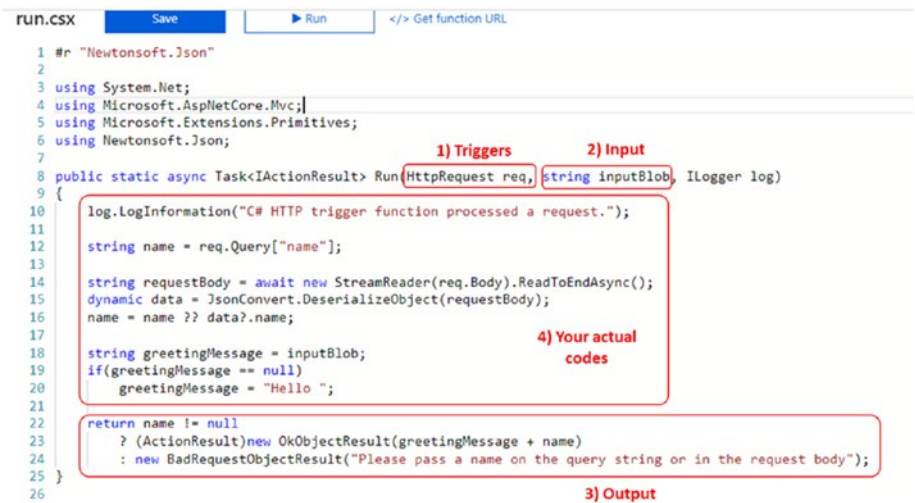 run.csx Save ▶ Run </> Get function URL
1 #r "Newtonsoft.Json"
2
3 using System.Net;
4 using Microsoft.AspNetCore.Mvc;
5 using Microsoft.Extensions.Primitives;
6 using Newtonsoft.Json;
1) Triggers 2) Input
7
8 public static async Task<IActionResult> Run(HttpRequest req, string inputBlob, ILogger log)
9 {
10 log.LogInformation("C# HTTP trigger function processed a request.");
11
12 string name = req.Query["name"];
13
14 string requestBody = await new StreamReader(req.Body).ReadToEndAsync();
15 dynamic data = JsonConvert.DeserializeObject(requestBody);
16 name = name ?? data?.name;
17
4) Your actual
18 string greetingMessage = inputBlob;
codes
19 if(greetingMessage == null)
20 greetingMessage = "Hello ";
21
22 return name != null
23 ? (ActionResult)new OkObjectResult(greetingMessage + name)
24 : new BadRequestObjectResult("Please pass a name on the query string or in the request body");
25 }
26
3) Output